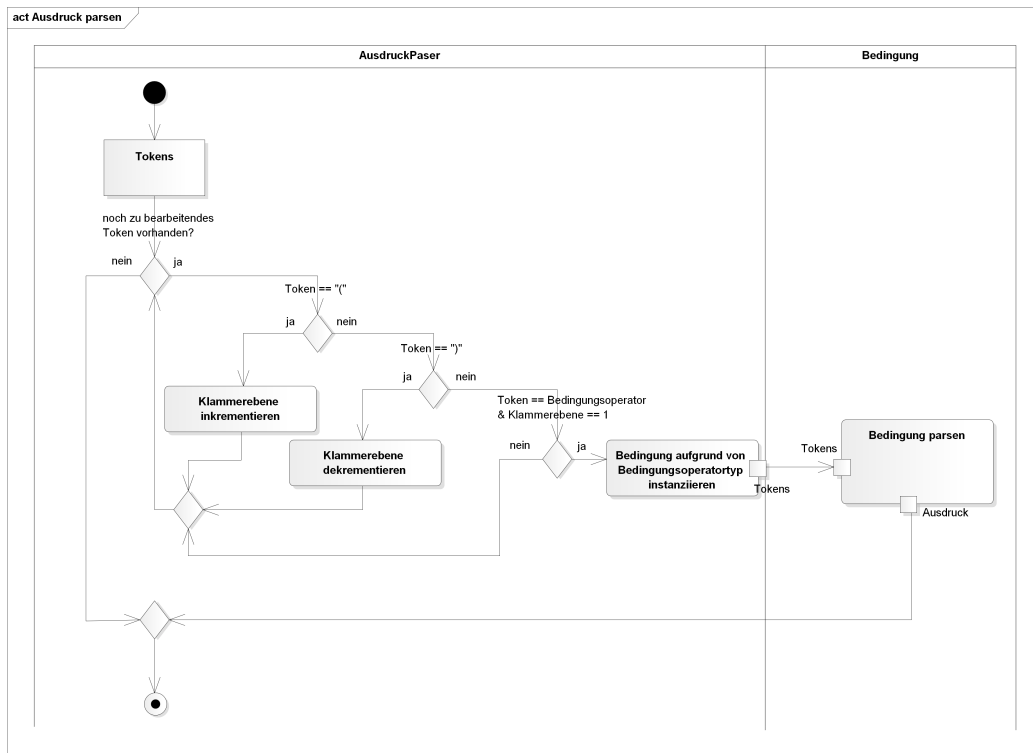 act Ausdruck parsen
AusdruckPaser
Bedingung
Tokens
noch zu bearbeitendes
Token vorhanden?
nein
ja
Token == "("
ja
nein
Token == ")"
ja
nein
Klammerebene
inkrementieren
Token == Bedingungsoperator
& Klammerebene == 1
nein
ja
Klammerebene
dekrementieren
Bedingung aufgrund von
Bedingungsoperatortyp
instanziieren
Tokens
Tokens
Bedingung parsen
Ausdruck